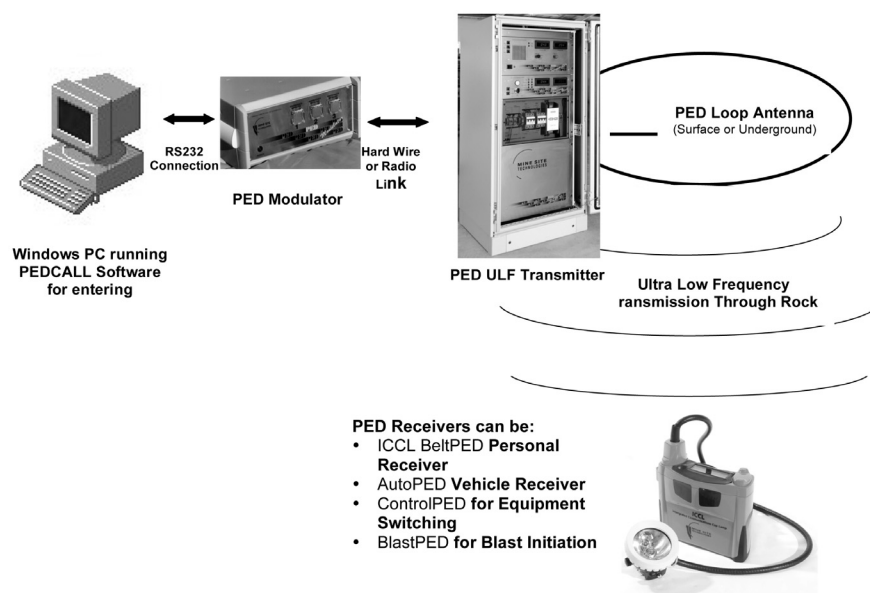 RS232
Connection
PED Modulator
Hard Wire
or Radio
Link
Windows PC running
PEDCALL Software
for entering
MINE SITE
TECHNOLOGIES
PED ULF Transmitter
PED Loop Antenna
(Surface or Underground)
Ultra Low Frequency
ransmission Through Rock
PED Receivers can be:
• ICCL BeltPED Personal
Receiver
• AutoPED Vehicle Receiver
• ControlPED for Equipment
Switching
• BlastPED for Blast Initiation
ICCL